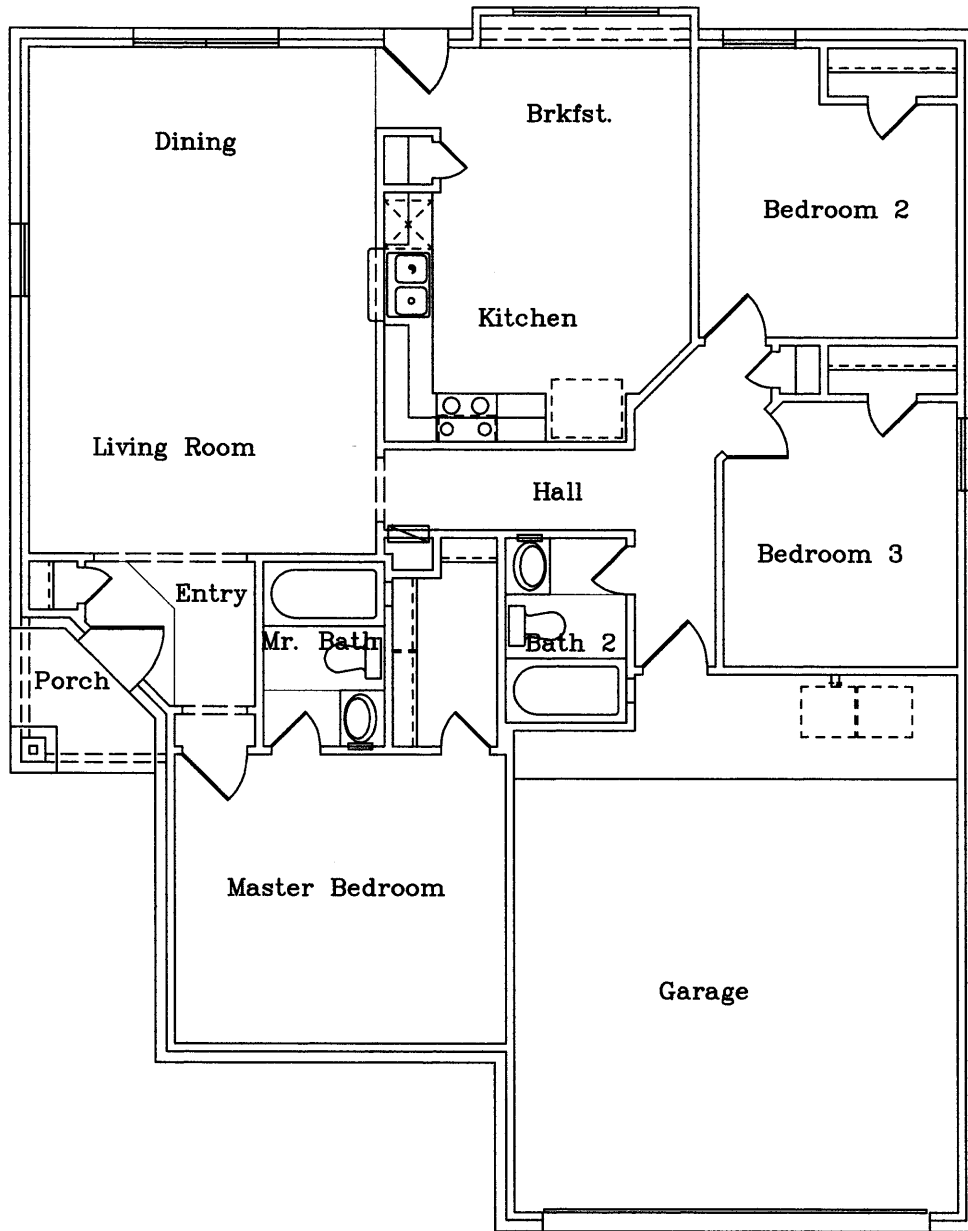 Brkfst.
Dining
Bedroom 2
Kitchen
Living Room
Hall
Bedroom 3
Entry
Mr. Bath
Bath 2
Porch
Master Bedroom
Garage